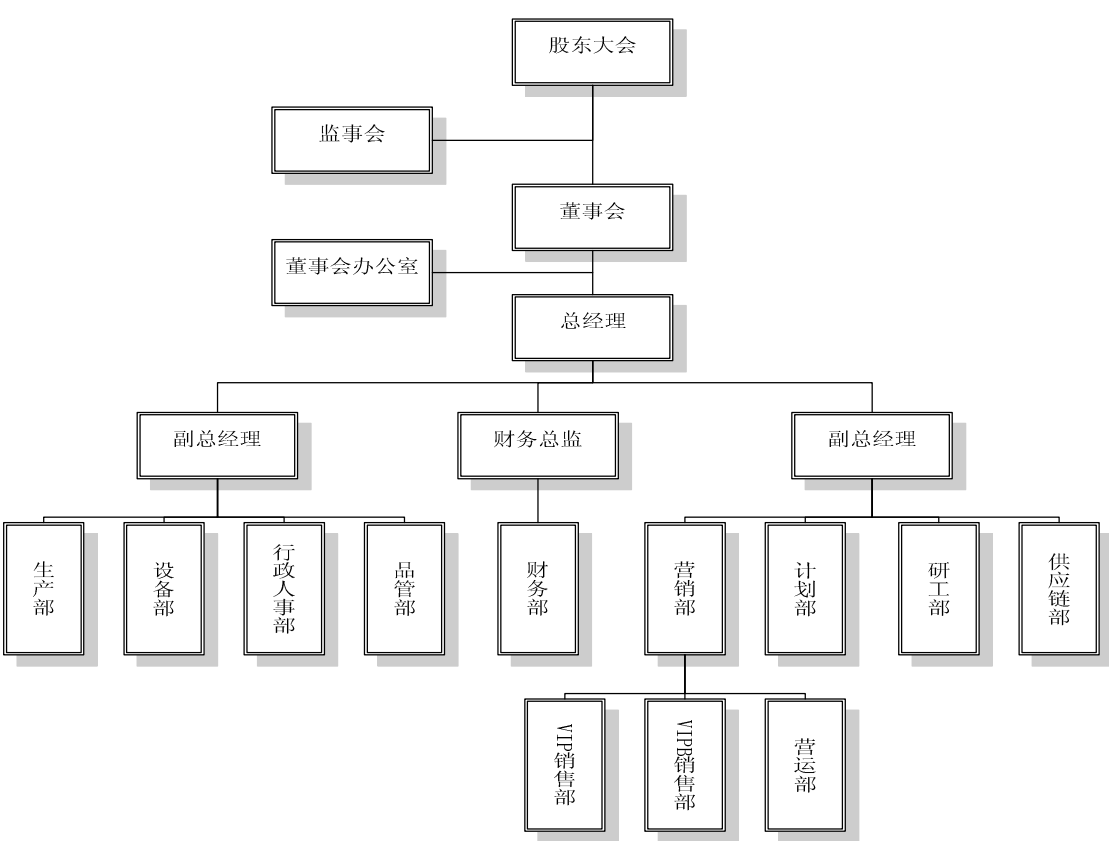 股东大会
监事会
董事会
董事会办公室
总经理
副总经理
财务总监
副总经理
生产部
设备部
行政人事部
品管部
财务部
营销部
计划部
研工部
供应链部
VIP销售部
VIPB销售部
营运部